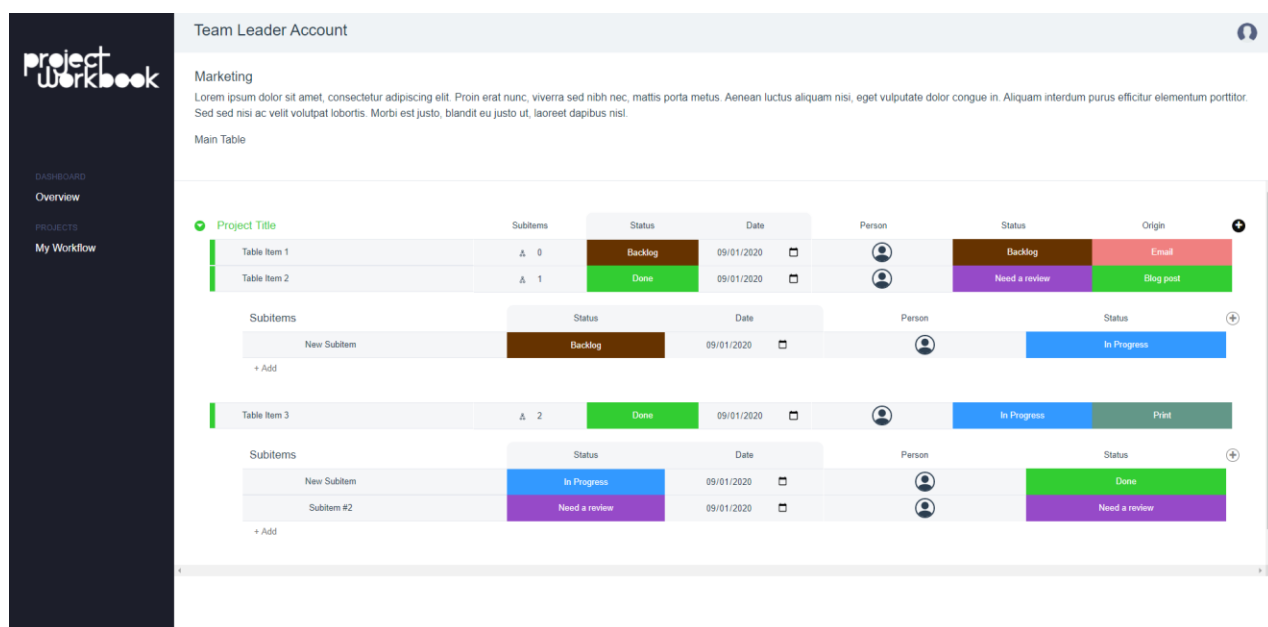 project
workbook
Team Leader Account
Marketing
Lorem ipsum dolor sit amet, consectetur adipiscing elit. Proin erat nunc, viverra sed nibh nec, mattis porta metus. Aenean luctus aliquam nisi, eget vulputate dolor congue in. Aliquam interdum purus efficitur elementum porttitor.
Sed sed nisi ac velit volutpat lobortis. Morbi est justo, blandit eu justo ut, laoreet dapibus nisl.
Main Table
DASHBOARD
Overview
PROJECTS
My Workflow
Project Title Subitems Status Date Person Status Origin
Table Item 1 0 Backlog 09/01/2020 Backlog Email
Table Item 2 1 Done 09/01/2020 Need a review Blog post
Subitems Status Date Person Status
New Subitem Backlog 09/01/2020 In Progress
+ Add
Table Item 3 2 Done 09/01/2020 In Progress Print
Subitems Status Date Person Status
New Subitem In Progress 09/01/2020 Done
Subitem #2 Need a review 09/01/2020 Need a review
+ Add